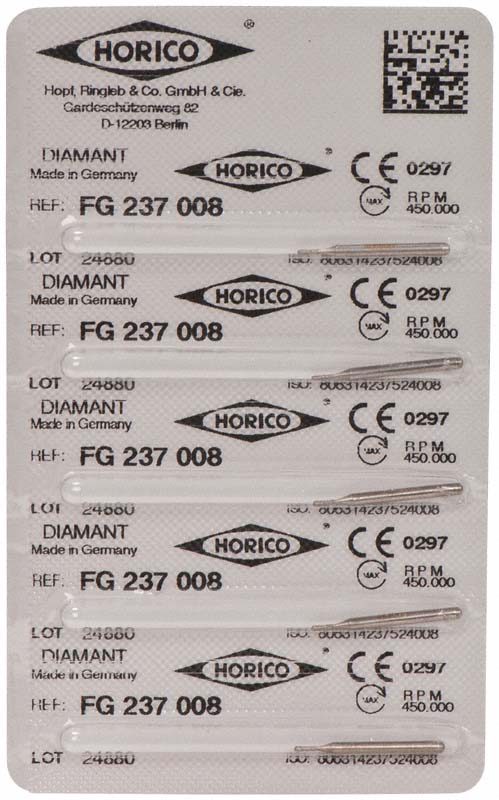 HORICO ®
Hopf, Ringleb & Co. GmbH & Cie.
Gardeschützenweg 82
D-12203 Berlin
DIAMANT HORICO ® CE 0297
Made in Germany MAX RPM
REF: FG 237 008 450.000
LOT 24880 ISO: 806314237524008
DIAMANT HORICO ® CE 0297
Made in Germany MAX RPM
REF: FG 237 008 450.000
LOT 24880 ISO: 806314237524008
DIAMANT HORICO ® CE 0297
Made in Germany MAX RPM
REF: FG 237 008 450.000
LOT 24880 ISO: 806314237524008
DIAMANT HORICO ® CE 0297
Made in Germany MAX RPM
REF: FG 237 008 450.000
LOT 24880 ISO: 806314237524008
DIAMANT HORICO ® CE 0297
Made in Germany MAX RPM
REF: FG 237 008 450.000
LOT 24880 ISO: 806314237524008